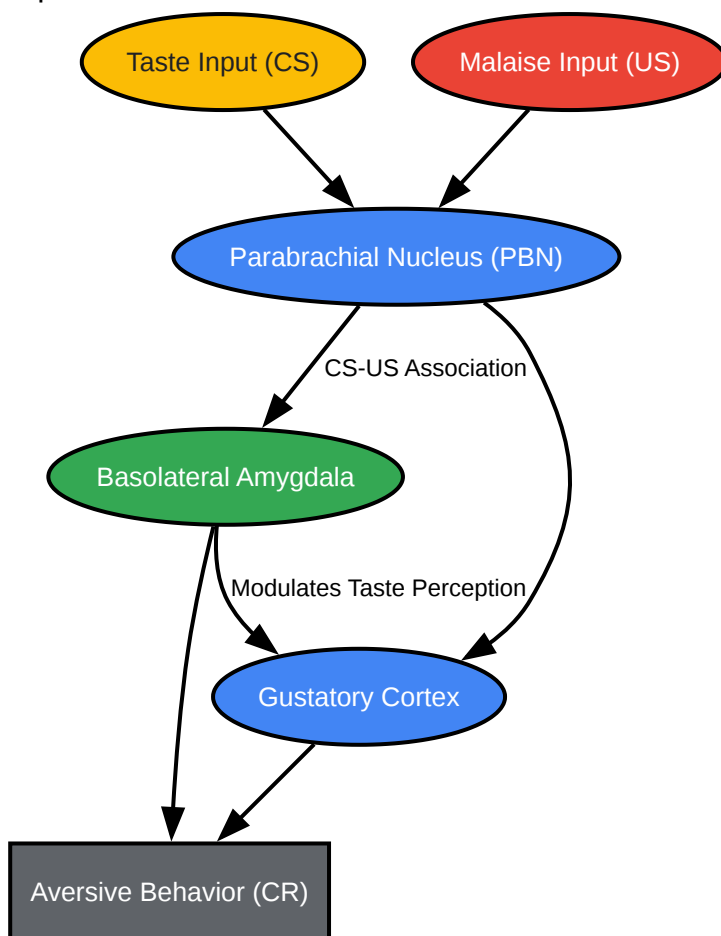 Taste Input (CS)
Malaise Input (US)
Parabrachial Nucleus (PBN)
CS-US Association
Basolateral Amygdala
Modulates Taste Perception
Gustatory Cortex
Aversive Behavior (CR)